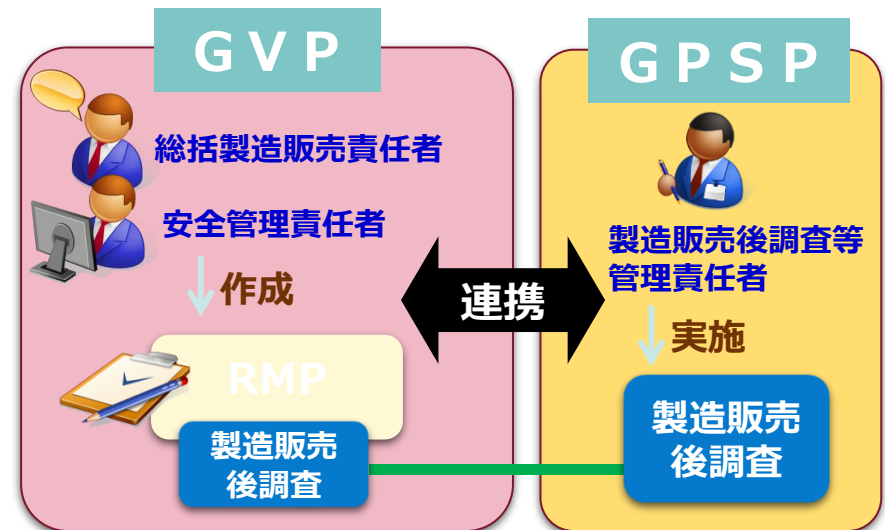 GVP
総括製造販売責任者
安全管理責任者
作成
RMP
製造販売
後調査
連携
GPSP
製造販売後調査等
管理責任者
実施
製造販売
後調査